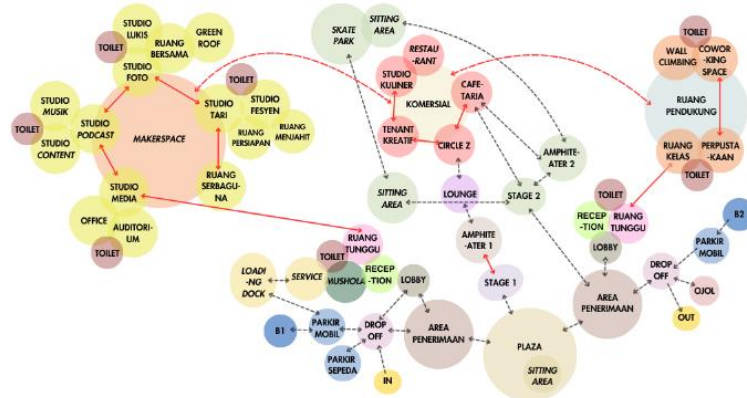 STUDIO
LUKIS
GREEN
ROOF
TOILET
RUANG
BERSAMA
STUDIO
FOTO
TOILET
STUDIO
MUSIK
STUDIO
TARI
STUDIO
FESYEN
TOILET
STUDIO
PODCAST
MAKERSPACE
RUANG
PERSIAPAN
RUANG
MENJAHIT
STUDIO
CONTENT
RUANG
SERBAGU-
NA
STUDIO
MEDIA
OFFICE
AUDITORI-
UM
TOILET
SKATE
PARK
SITTING
AREA
RESTAU
-RANT
STUDIO
KULINER
KOMERSIAL
CAFE-
TARIA
TENANT
KREATIF
CIRCLE Z
AMPHITE-
ATER 2
SITTING
AREA
LOUNGE
STAGE 2
AMPHITE
-ATER 1
STAGE 1
TOILET
WALL
CLIMBING
COWOR
-KING
SPACE
RUANG
PENDUKUNG
RUANG
KELAS
PERPUSTA
-KAAN
TOILET
TOILET
RECEP
-TION
RUANG
TUNGGU
LOBBY
B2
PARKIR
MOBIL
DROP
OFF
OJOL
OUT
AREA
PENERIMAAN
RUANG
TUNGGU
TOILET
LOADI
-NG
DOCK
SERVICE
MUSHOLA
RECEP
-TION
LOBBY
B1
PARKIR
MOBIL
DROP
OFF
AREA
PENERIMAAN
PARKIR
SEPEDA
IN
PLAZA
SITTING
AREA